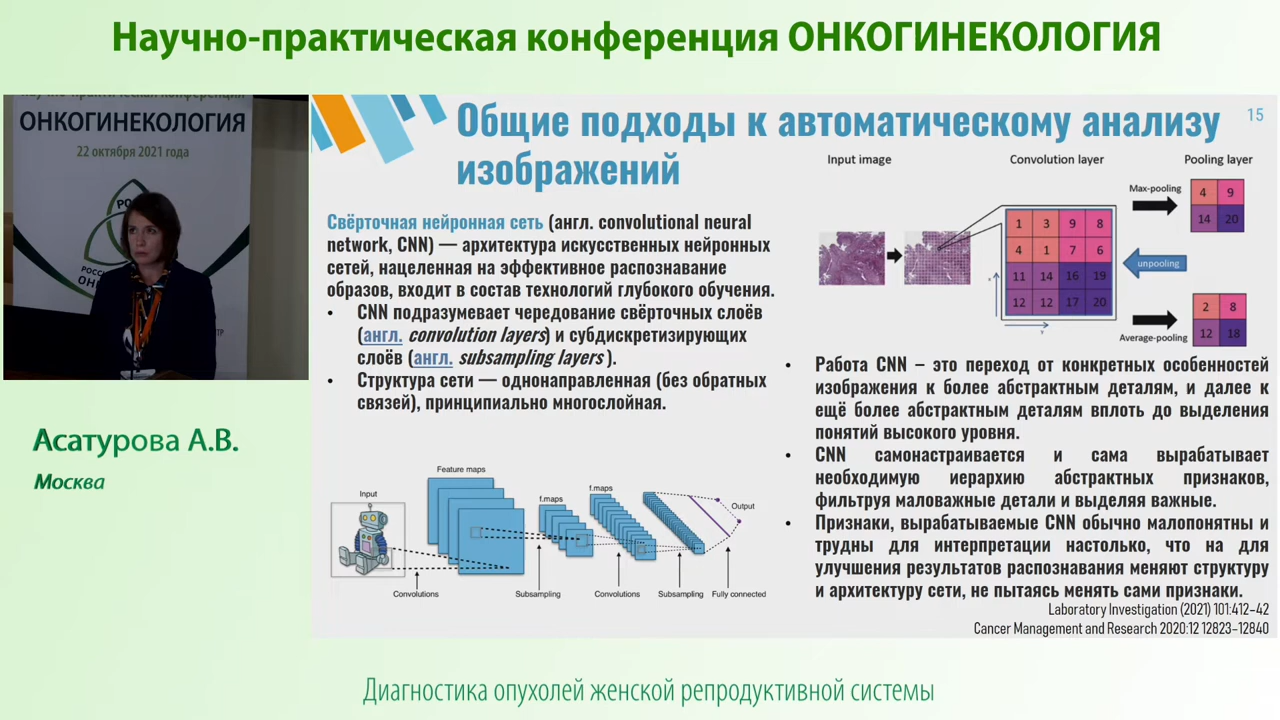 Научно-практическая конференция ОНКОГИНЕКОЛОГИЯ
научно-практическая конференция
ОНКОГИНЕКОЛОГИЯ
22 октября 2021 года
Асатурова А.В.
Москва
Общие подходы к автоматическому анализу
изображений
15
Свёрточная нейронная сеть (англ. convolutional neural
network, CNN) — архитектура искусственных нейронных
сетей, нацеленная на эффективное распознавание
образов, входит в состав технологий глубокого обучения.
• CNN подразумевает чередование свёрточных слоёв
(англ. convolution layers) и субдискретизирующих
слоёв (англ. subsampling layers ).
• Структура сети — однонаправленная (без обратных
связей), принципиально многослойная.
Input
Feature maps
f.maps
f.maps
Output
Convolutions
Subsampling
Convolutions
Subsampling
Fully connected
Input image
Convolution layer
Pooling layer
Max-pooling
4 9
14 20
1 3 9 8
4 1 7 6
11 14 16 19
12 12 17 20
x
y
unpooling
Average-pooling
2 8
12 18
• Работа CNN – это переход от конкретных особенностей
изображения к более абстрактным деталям, и далее к
ещё более абстрактным деталям вплоть до выделения
понятий высокого уровня.
• CNN самонастраивается и сама вырабатывает
необходимую иерархию абстрактных признаков,
фильтруя маловажные детали и выделяя важные.
• Признаки, вырабатываемые CNN обычно малопонятны и
трудны для интерпретации настолько, что на для
улучшения результатов распознавания меняют структуру
и архитектуру сети, не пытаясь менять сами признаки.
Laboratory Investigation (2021) 101:412–42
Cancer Management and Research 2020:12 12823–12840
Диагностика опухолей женской репродуктивной системы